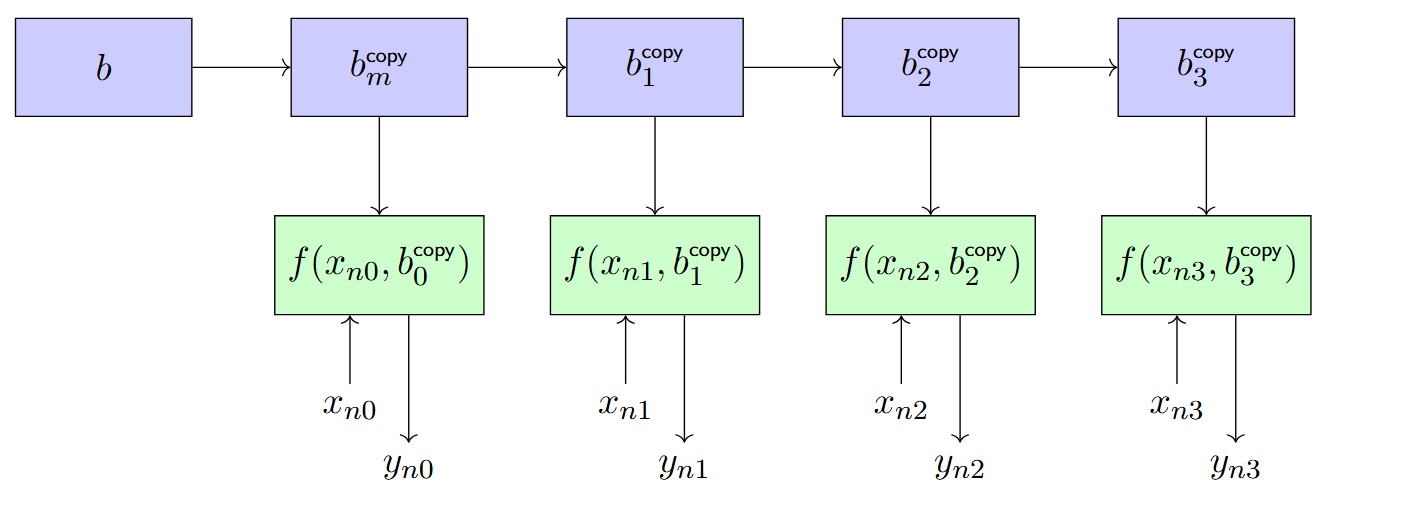 b b_m^copy b_1^copy b_2^copy b_3^copy
f(x_n0, b_0^copy) f(x_n1, b_1^copy) f(x_n2, b_2^copy) f(x_n3, b_3^copy)
x_n0 x_n1 x_n2 x_n3
y_n0 y_n1 y_n2 y_n3